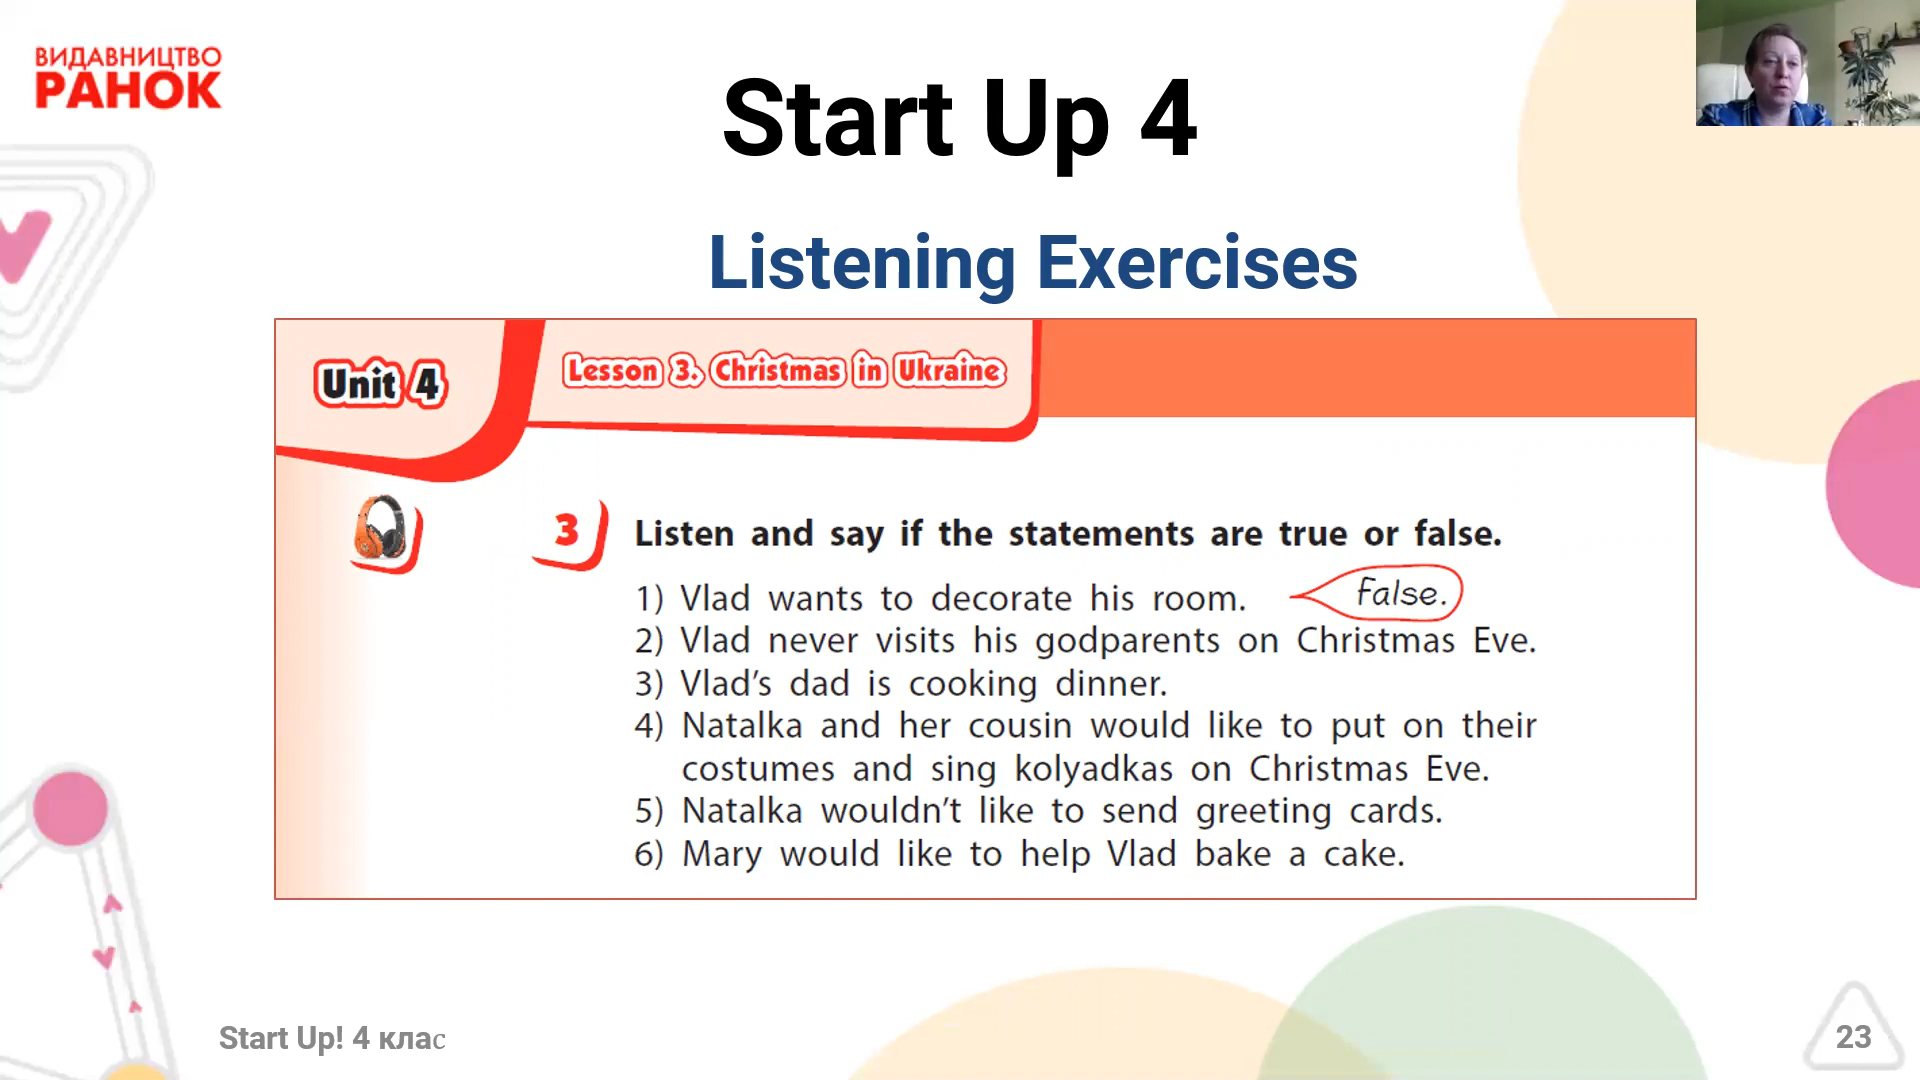 ВИДАВНИЦТВО
РАНОК
Start Up 4
Listening Exercises
Unit 4
Lesson 3. Christmas in Ukraine
3 Listen and say if the statements are true or false.
1) Vlad wants to decorate his room. False.
2) Vlad never visits his godparents on Christmas Eve.
3) Vlad’s dad is cooking dinner.
4) Natalka and her cousin would like to put on their
costumes and sing kolyadkas on Christmas Eve.
5) Natalka wouldn’t like to send greeting cards.
6) Mary would like to help Vlad bake a cake.
Start Up! 4 клас
23